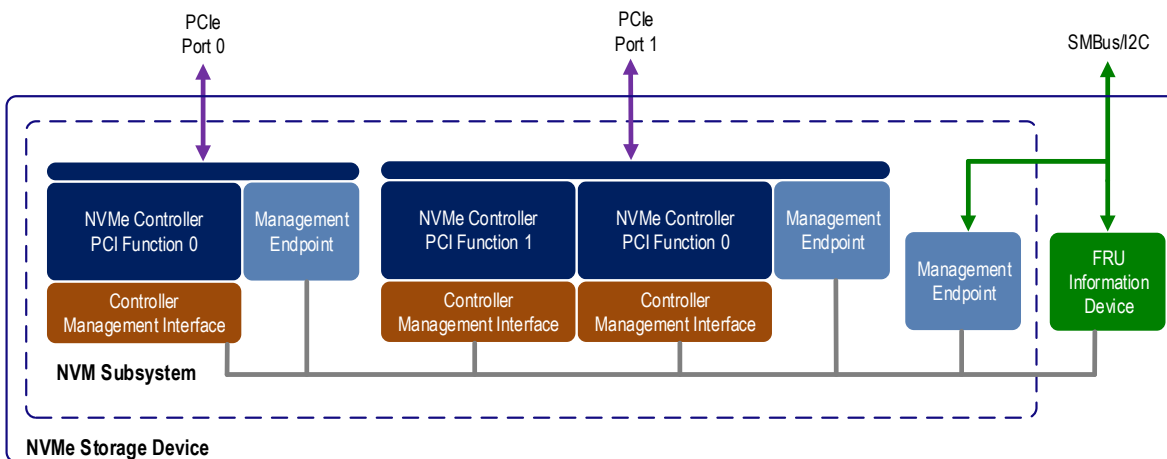 PCIe
Port 0
PCIe
Port 1
SMBus/I2C
NVMe Controller
PCI Function 0
Management
Endpoint
NVMe Controller
PCI Function 1
NVMe Controller
PCI Function 0
Management
Endpoint
Management
Endpoint
FRU
Information
Device
Controller
Management Interface
Controller
Management Interface
Controller
Management Interface
NVM Subsystem
NVMe Storage Device